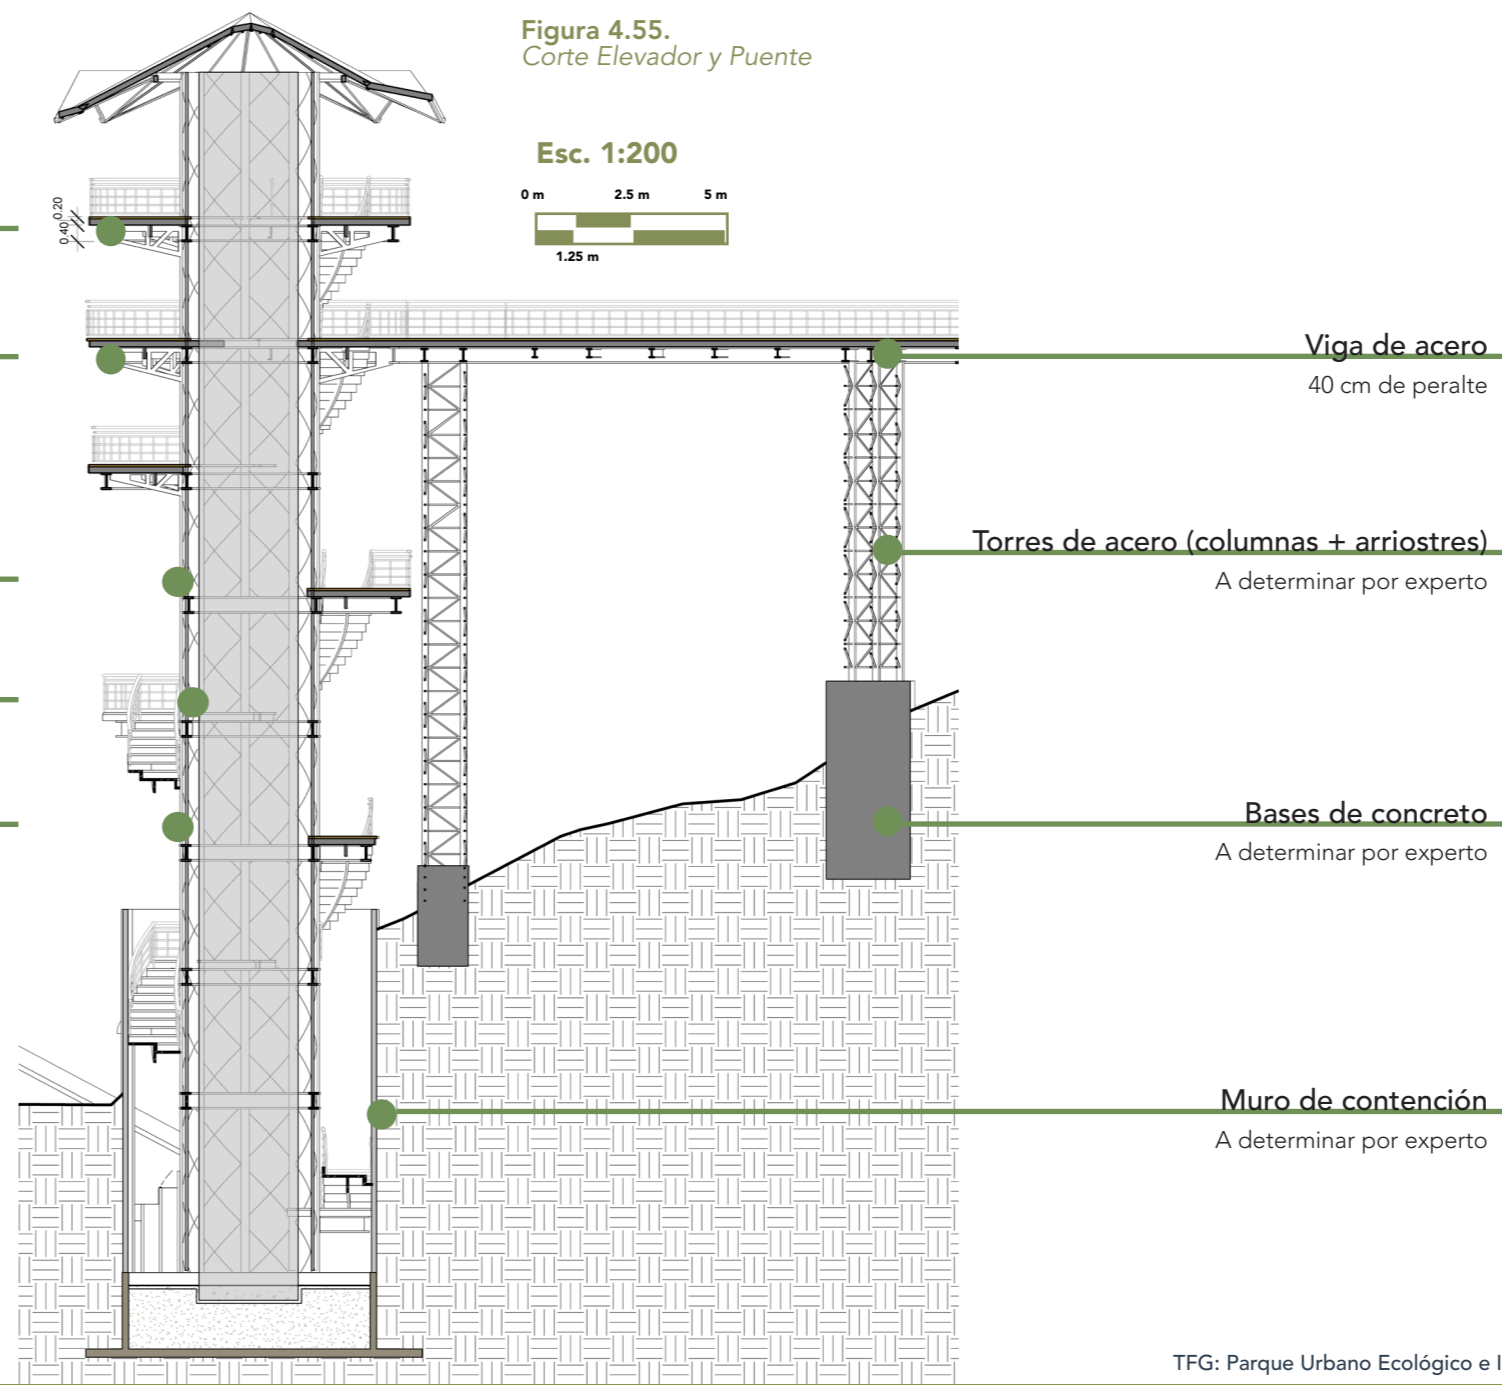 Figura 4.55.
Corte Elevador y Puente
Esc. 1:200
0 m 2.5 m 5 m
1.25 m
0.20
0.40
Viga de acero
40 cm de peralte
Torres de acero (columnas + arriostres)
A determinar por experto
Bases de concreto
A determinar por experto
Muro de contención
A determinar por experto
TFG: Parque Urbano Ecológico e I